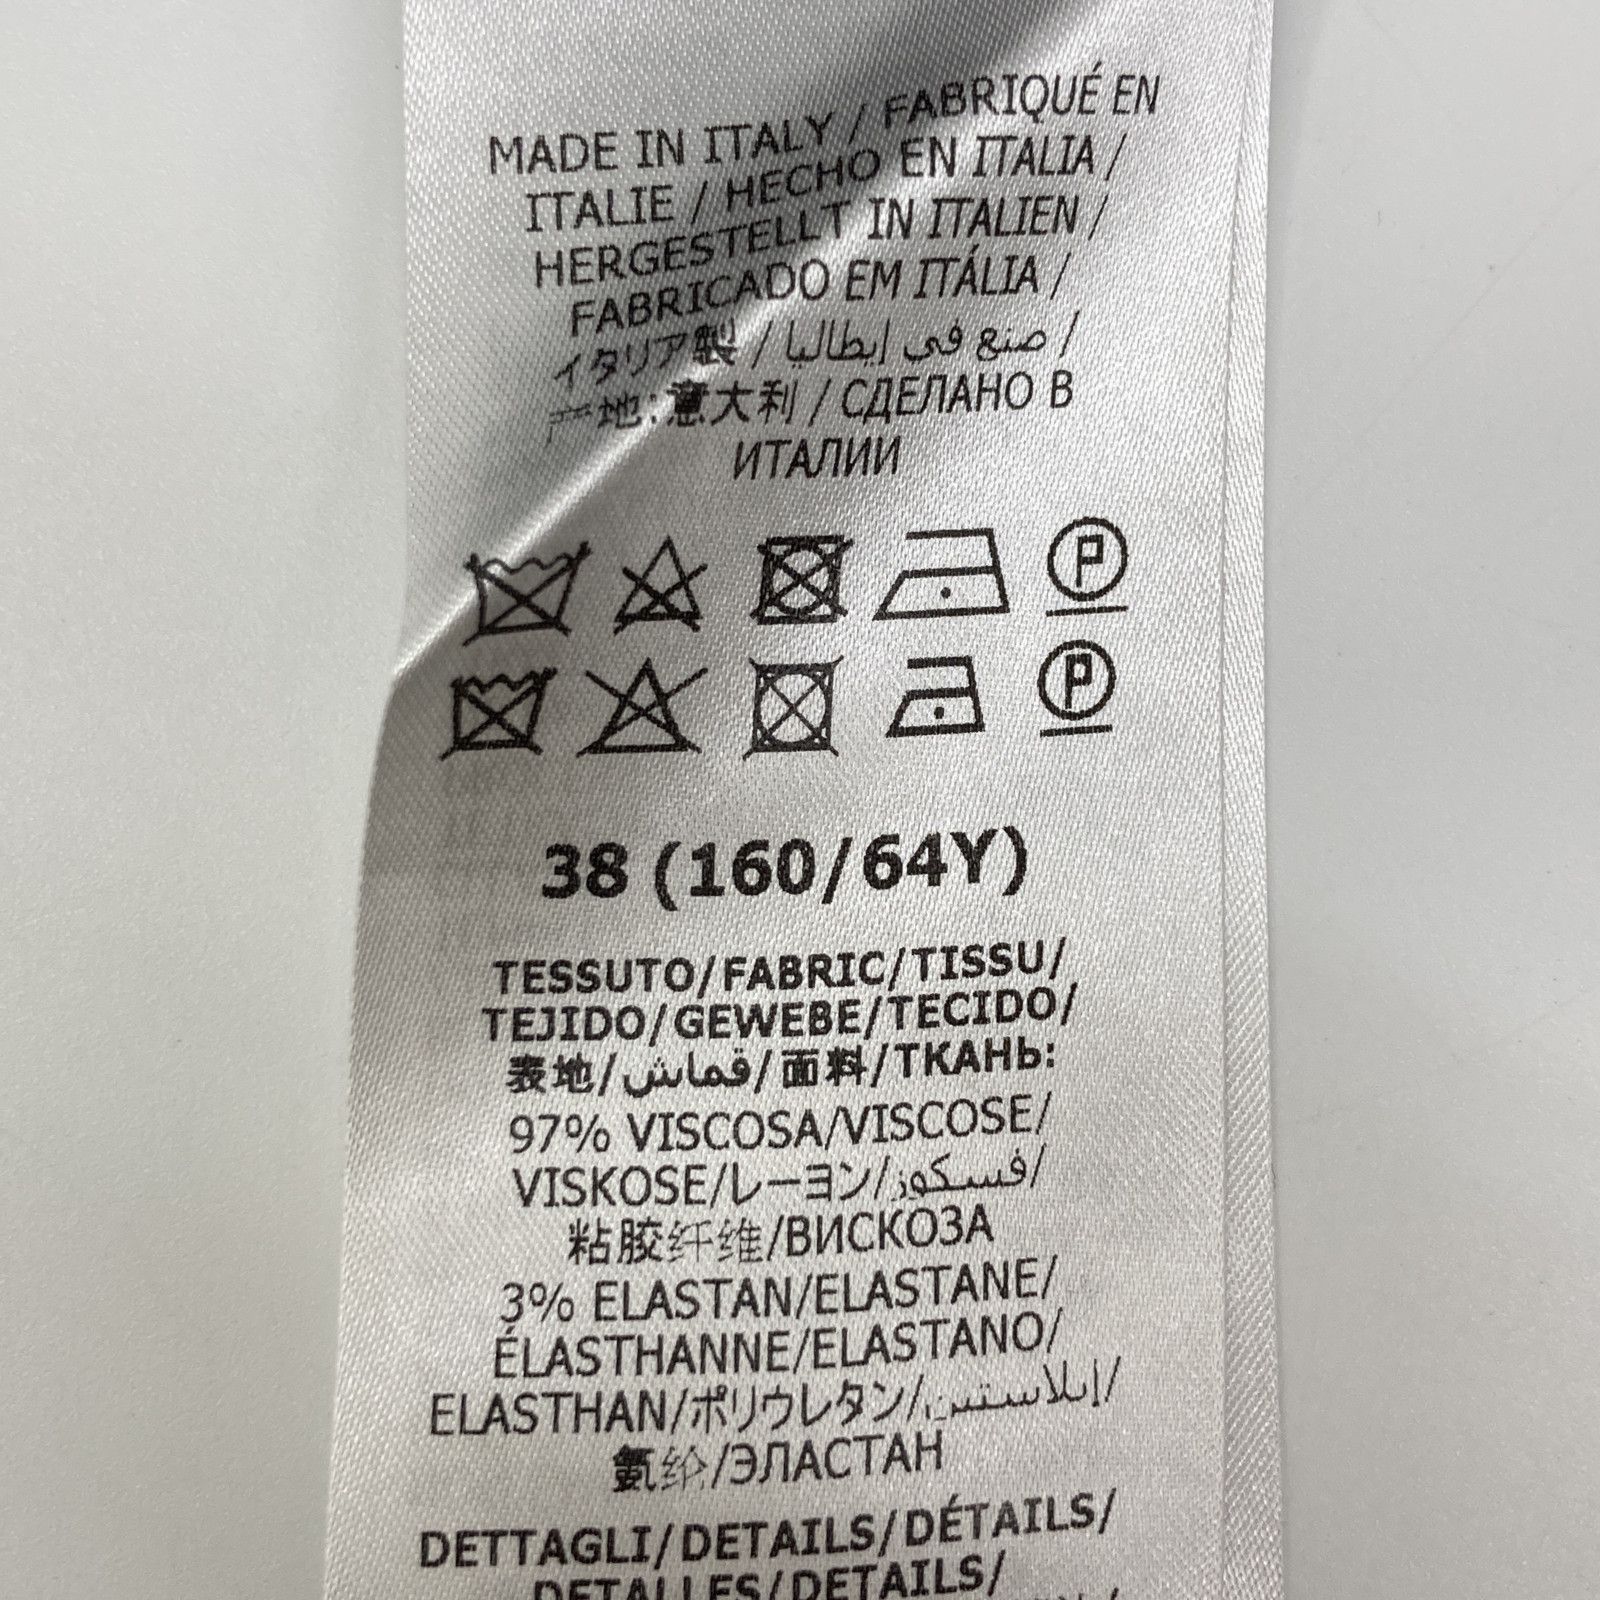 MADE IN ITALY / FABRIQUÉ EN
ITALIE / HECHO EN ITALIA /
HERGESTELLT IN ITALIEN /
FABRICADO EM ITÁLIA /
イタリア製 / صنع في إيطاليا /
产地:意大利 / СДЕЛАНО В
ИТАЛИИ
P
P
38 (160/64Y)
TESSUTO/FABRIC/TISSU/
TEJIDO/GEWEBE/TECIDO/
表地/قماش/面料/ТКАНЬ:
97% VISCOSA/VISCOSE/
VISKOSE/レーヨン/فسكوز/
粘胶纤维/ВИСКОЗА
3% ELASTAN/ELASTANE/
ÉLASTHANNE/ELASTANO/
ELASTHAN/ポリウレタン/إيلاستين/
氨纶/ЭЛАСТАН
DETTAGLI/DETAILS/DÉTAILS/
DETALLES/DETAILS/